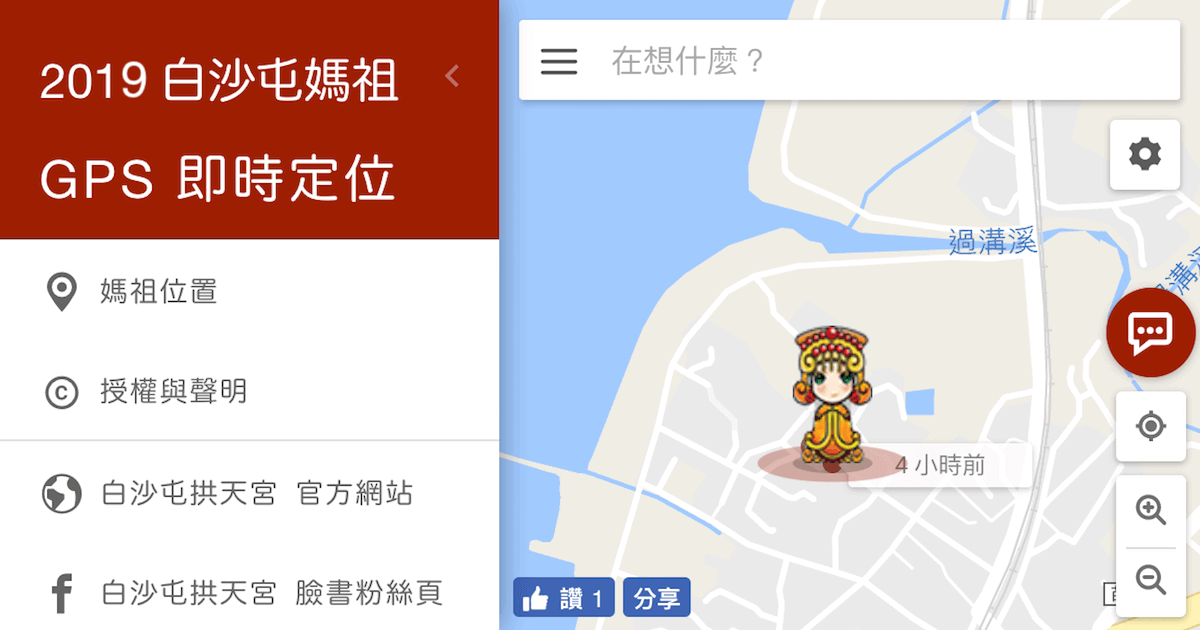 2019 白沙屯媽祖
GPS 即時定位
媽祖位置
授權與聲明
白沙屯拱天宮 官方網站
白沙屯拱天宮 臉書粉絲頁
在想什麼？
過溝溪
過溝
4 小時前
讚 1
分享